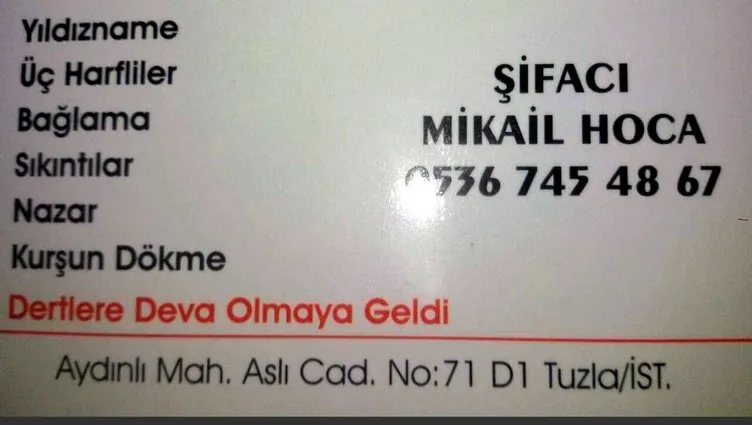 Yıldızname
Üç Harfliler
Bağlama
Sıkıntılar
Nazar
Kurşun Dökme
Dertlere Deva Olmaya Geldi
ŞİFACI
MİKAİL HOCA
0536 745 48 67
Aydınlı Mah. Aslı Cad. No:71 D1 Tuzla/İST.